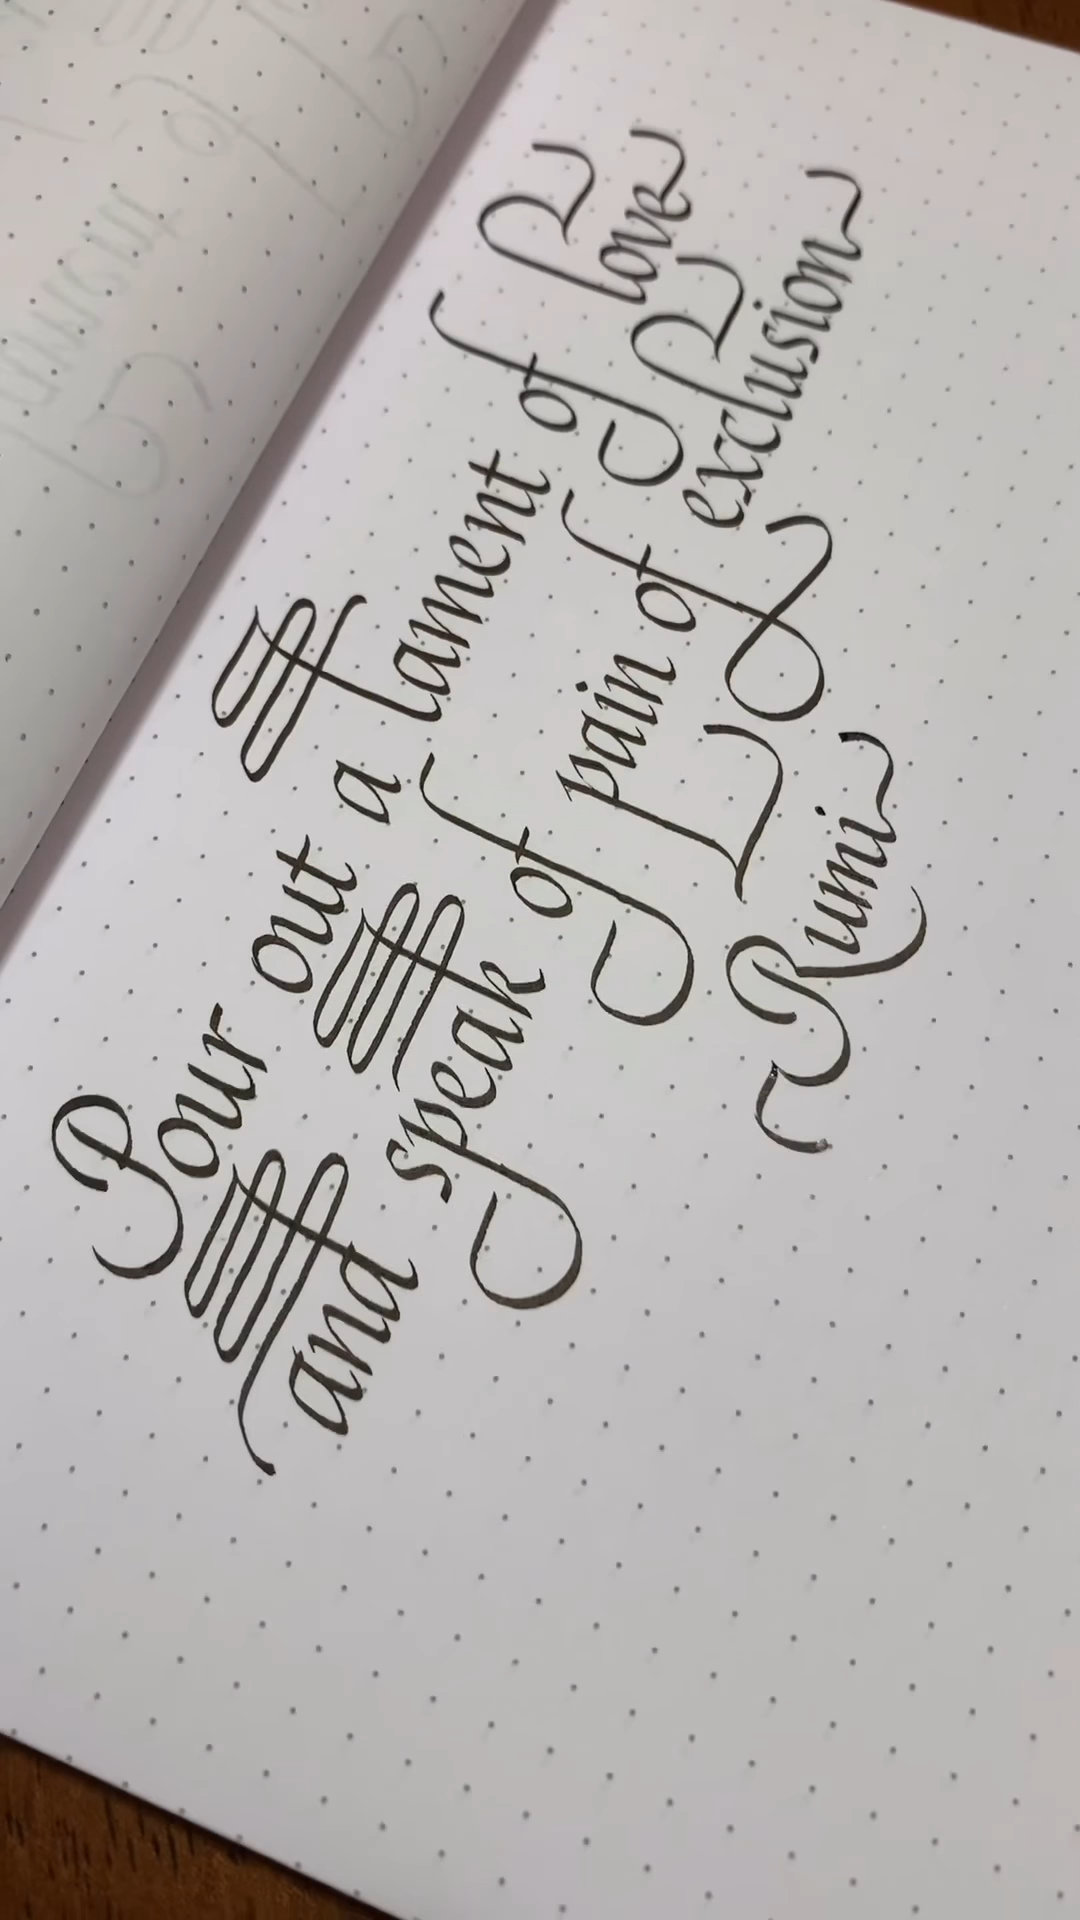 Pour out a lament of love
and speak of pain of exclusion
Rumi